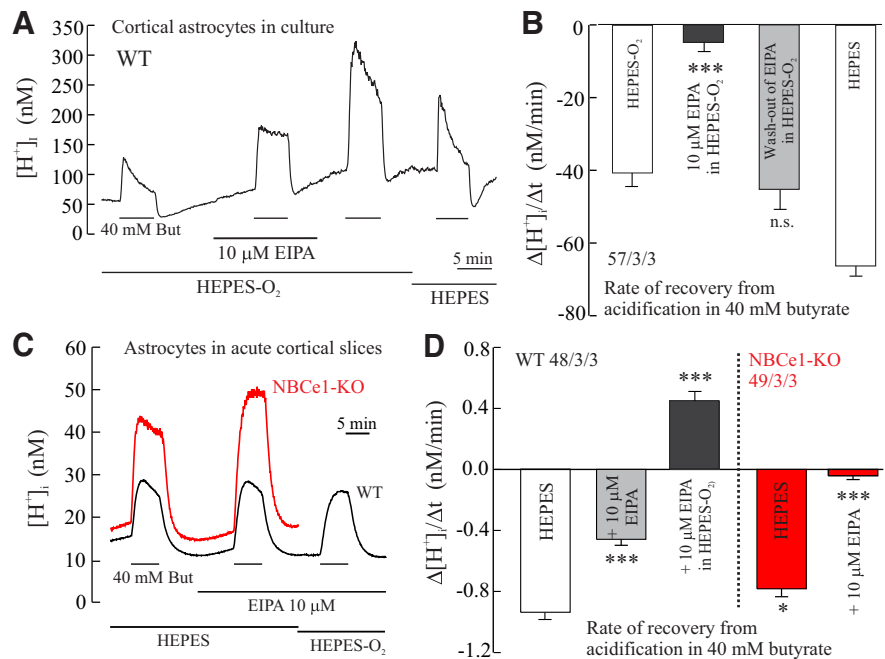 A
Cortical astrocytes in culture
WT
[H⁺]ᵢ (nM)
350
300
250
200
150
100
50
0
40 mM But
10 μM EIPA
5 min
HEPES-O₂
HEPES
B
Δ[H⁺]ᵢ/Δt (nM/min)
0
-20
-40
-60
-80
HEPES-O₂
10 μM EIPA
in HEPES-O₂
***
Wash-out of EIPA
in HEPES-O₂
n.s.
HEPES
57/3/3
Rate of recovery from
acidification in 40 mM butyrate
C
Astrocytes in acute cortical slices
[H⁺]ᵢ (nM)
60
50
40
30
20
10
0
NBCe1-KO
5 min
WT
40 mM But
EIPA 10 μM
HEPES
HEPES-O₂
D
Δ[H⁺]ᵢ/Δt (nM/min)
0.8
0.4
0.0
-0.4
-0.8
-1.2
WT 48/3/3
NBCe1-KO
49/3/3
HEPES
+ 10 μM
EIPA
***
***
+ 10 μM EIPA
in HEPES-O₂)
HEPES
*
+ 10 μM EIPA
***
Rate of recovery from
acidification in 40 mM butyrate